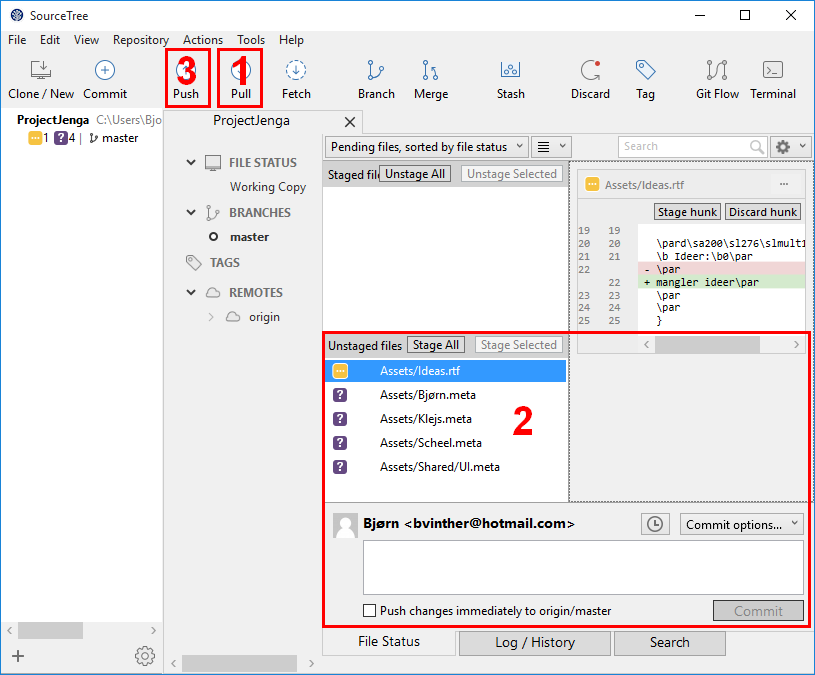 SourceTree
File Edit View Repository Actions Tools Help
3 1
Clone / New Commit Push Pull Fetch Branch Merge Stash Discard Tag Git Flow Terminal
ProjectJenga C:\Users\Bjo
1 ? 4 | master
ProjectJenga
FILE STATUS
Working Copy
BRANCHES
master
TAGS
REMOTES
origin
Pending files, sorted by file status
Search
Staged file Unstage All Unstage Selected
Assets/Ideas.rtf
Stage hunk Discard hunk
19 19
20 20 \pard\sa200\sl276\slmult1
21 21 \b Ideer:\b0\par
22 - \par
22 + mangler ideer\par
23 23 \par
24 24 \par
25 25 }
Unstaged files Stage All Stage Selected
Assets/Ideas.rtf
? Assets/Bjørn.meta
? Assets/Klejs.meta
? Assets/Scheel.meta
? Assets/Shared/UI.meta
2
Bjørn <bvinther@hotmail.com>
Commit options...
Push changes immediately to origin/master
Commit
File Status Log / History Search